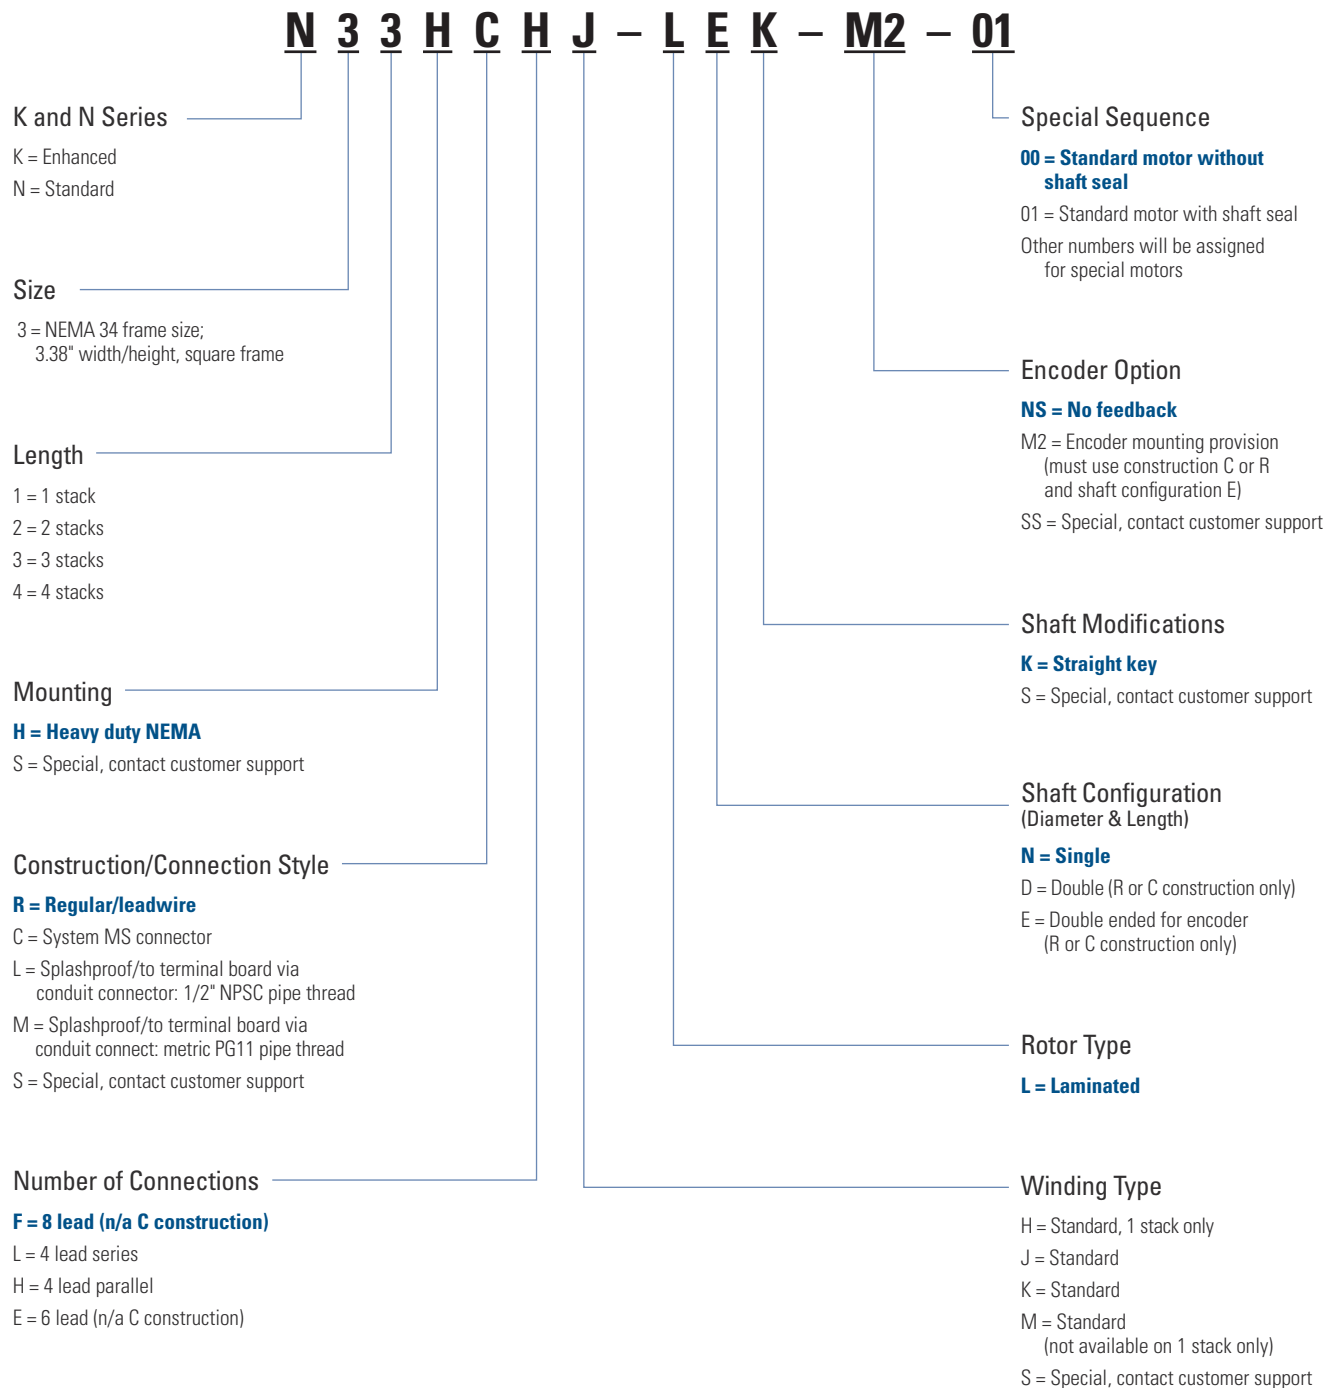 N 3 3 H C H J – L E K – M2 – 01
K and N Series
K = Enhanced
N = Standard
Size
3 = NEMA 34 frame size;
3.38" width/height, square frame
Length
1 = 1 stack
2 = 2 stacks
3 = 3 stacks
4 = 4 stacks
Mounting
H = Heavy duty NEMA
S = Special, contact customer support
Construction/Connection Style
R = Regular/leadwire
C = System MS connector
L = Splashproof/to terminal board via
conduit connector: 1/2" NPSC pipe thread
M = Splashproof/to terminal board via
conduit connect: metric PG11 pipe thread
S = Special, contact customer support
Number of Connections
F = 8 lead (n/a C construction)
L = 4 lead series
H = 4 lead parallel
E = 6 lead (n/a C construction)
Special Sequence
00 = Standard motor without
shaft seal
01 = Standard motor with shaft seal
Other numbers will be assigned
for special motors
Encoder Option
NS = No feedback
M2 = Encoder mounting provision
(must use construction C or R
and shaft configuration E)
SS = Special, contact customer support
Shaft Modifications
K = Straight key
S = Special, contact customer support
Shaft Configuration
(Diameter & Length)
N = Single
D = Double (R or C construction only)
E = Double ended for encoder
(R or C construction only)
Rotor Type
L = Laminated
Winding Type
H = Standard, 1 stack only
J = Standard
K = Standard
M = Standard
(not available on 1 stack only)
S = Special, contact customer support